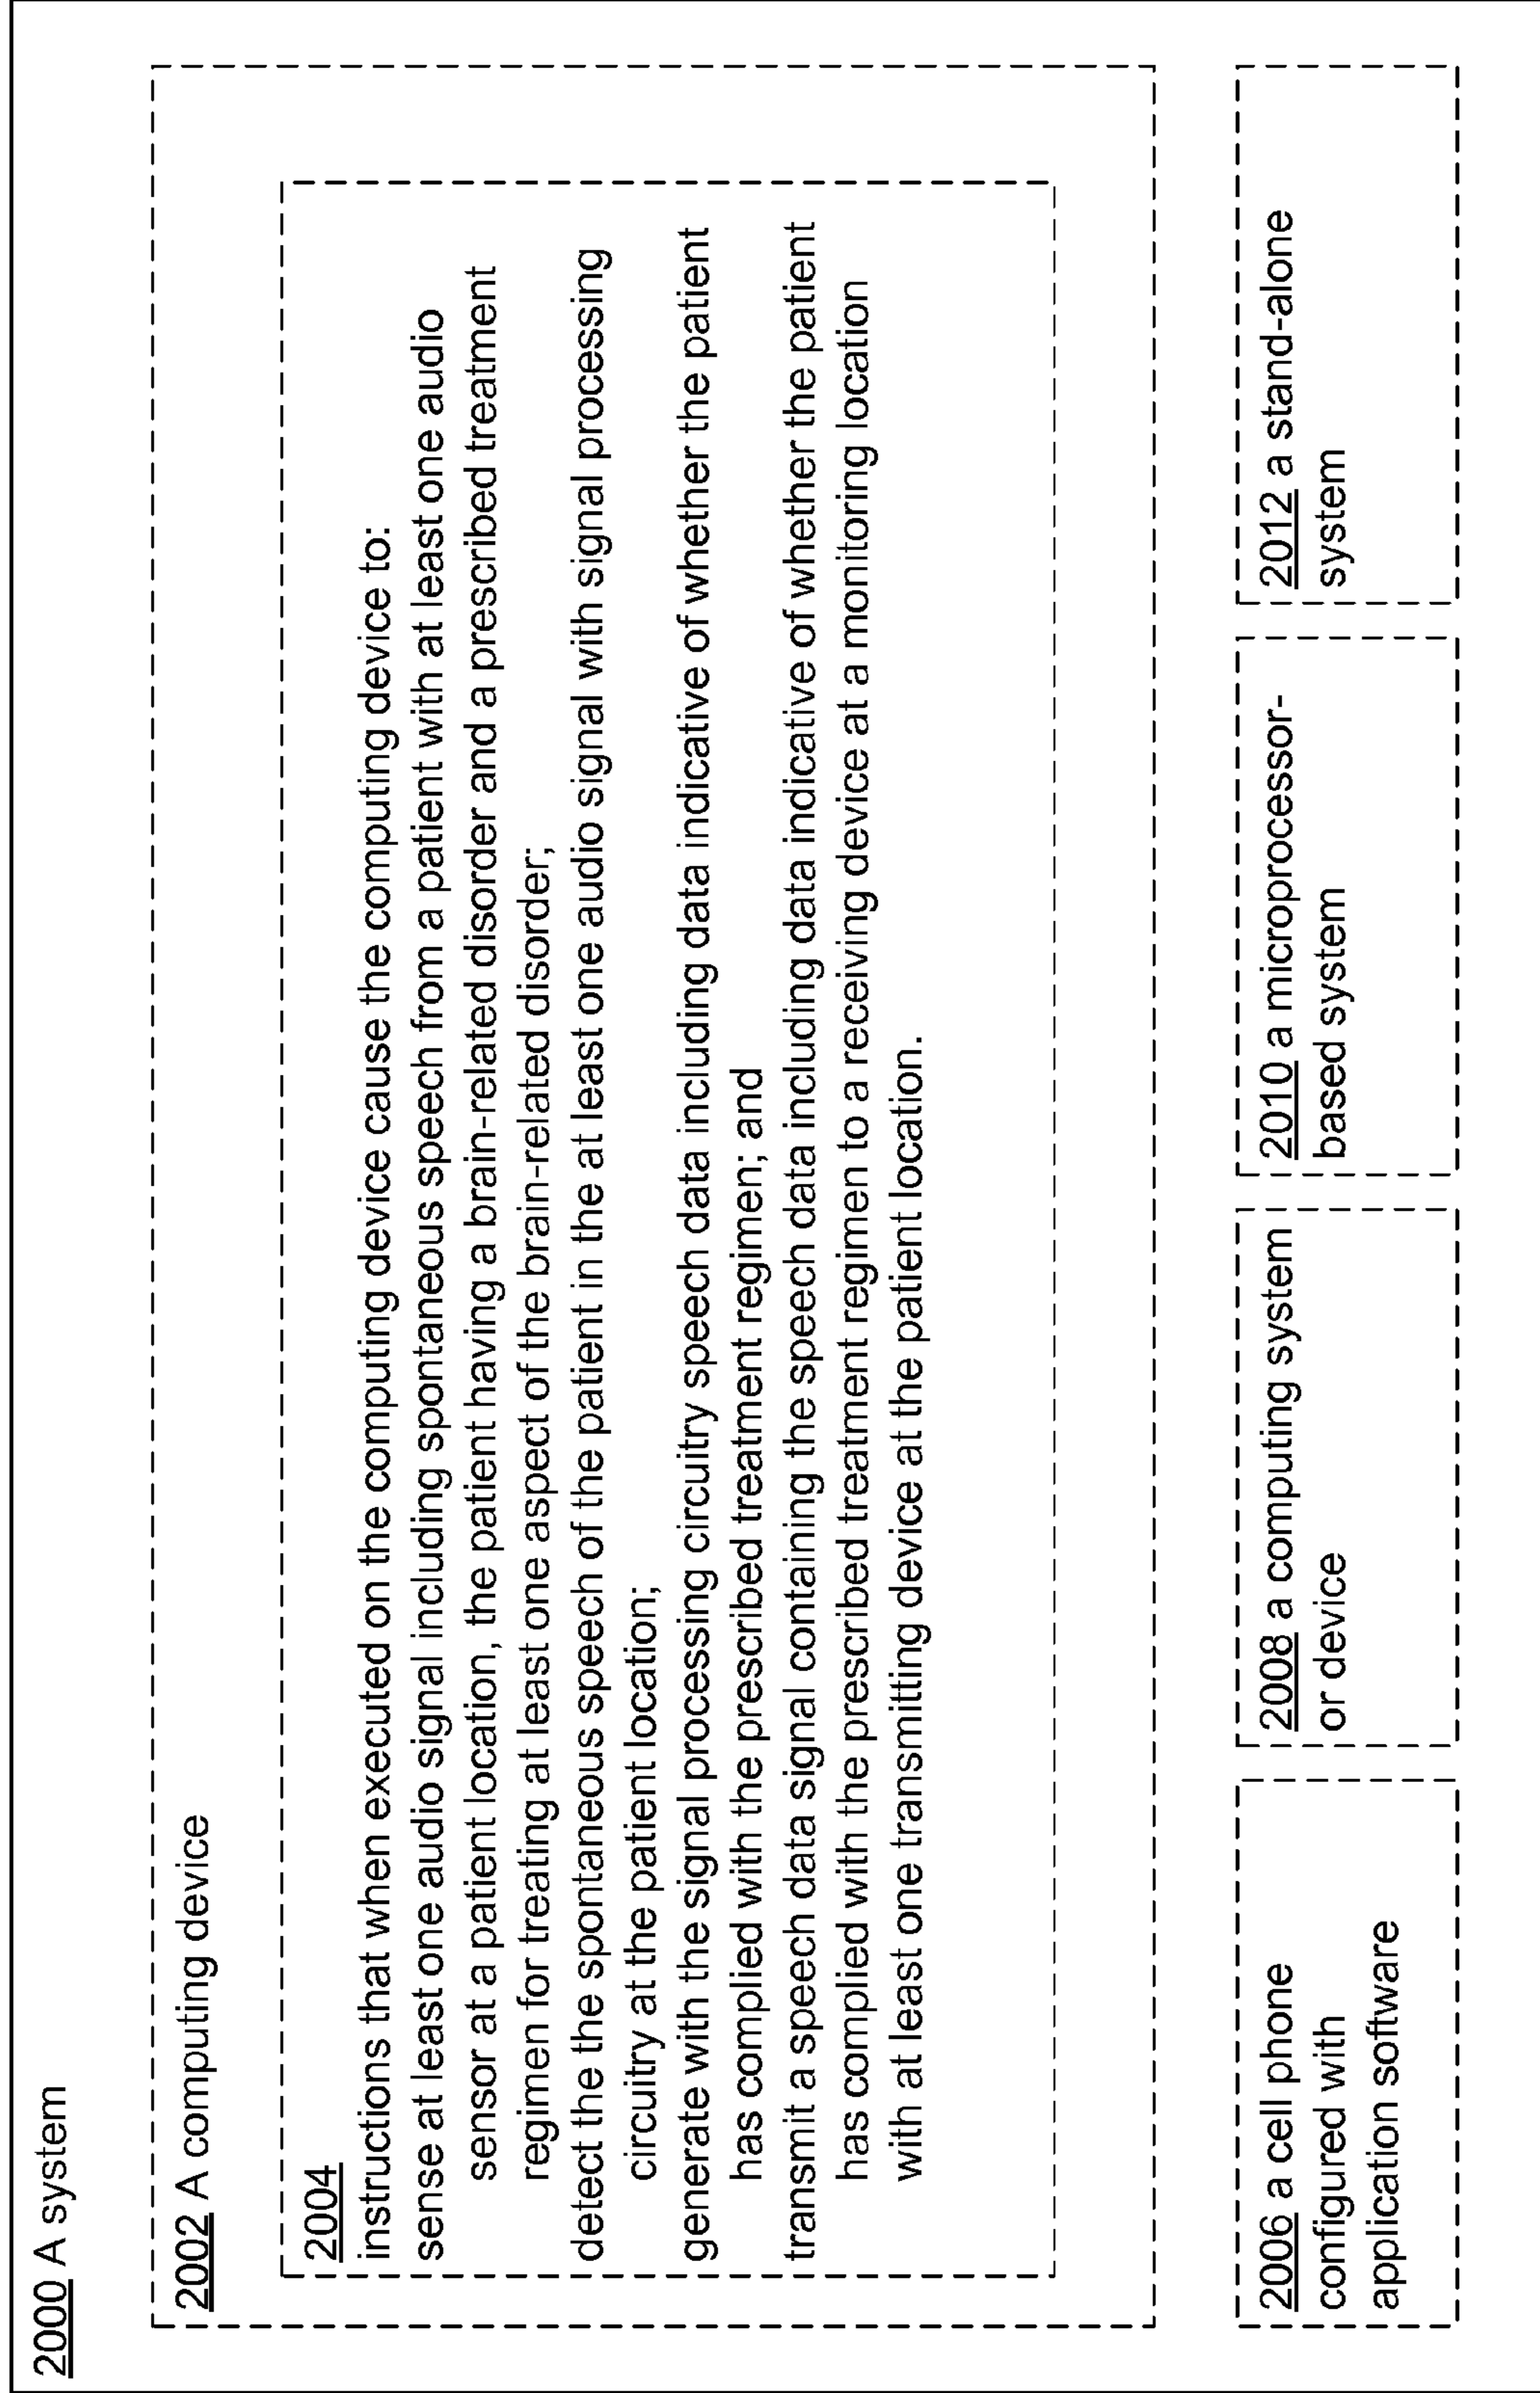 2000 A system
2002 A computing device
2004
instructions that when executed on the computing device cause the computing device to:
sense at least one audio signal including spontaneous speech from a patient with at least one audio
sensor at a patient location, the patient having a brain-related disorder and a prescribed treatment
regimen for treating at least one aspect of the brain-related disorder;
detect the the spontaneous speech of the patient in the at least one audio signal with signal processing
circuitry at the patient location;
generate with the signal processing circuitry speech data including data indicative of whether the patient
has complied with the prescribed treatment regimen; and
transmit a speech data signal containing the speech data including data indicative of whether the patient
has complied with the prescribed treatment regimen to a receiving device at a monitoring location
with at least one transmitting device at the patient location.
2006 a cell phone
configured with
application software
2008 a computing system
or device
2010 a microprocessor-
based system
2012 a stand-alone
system